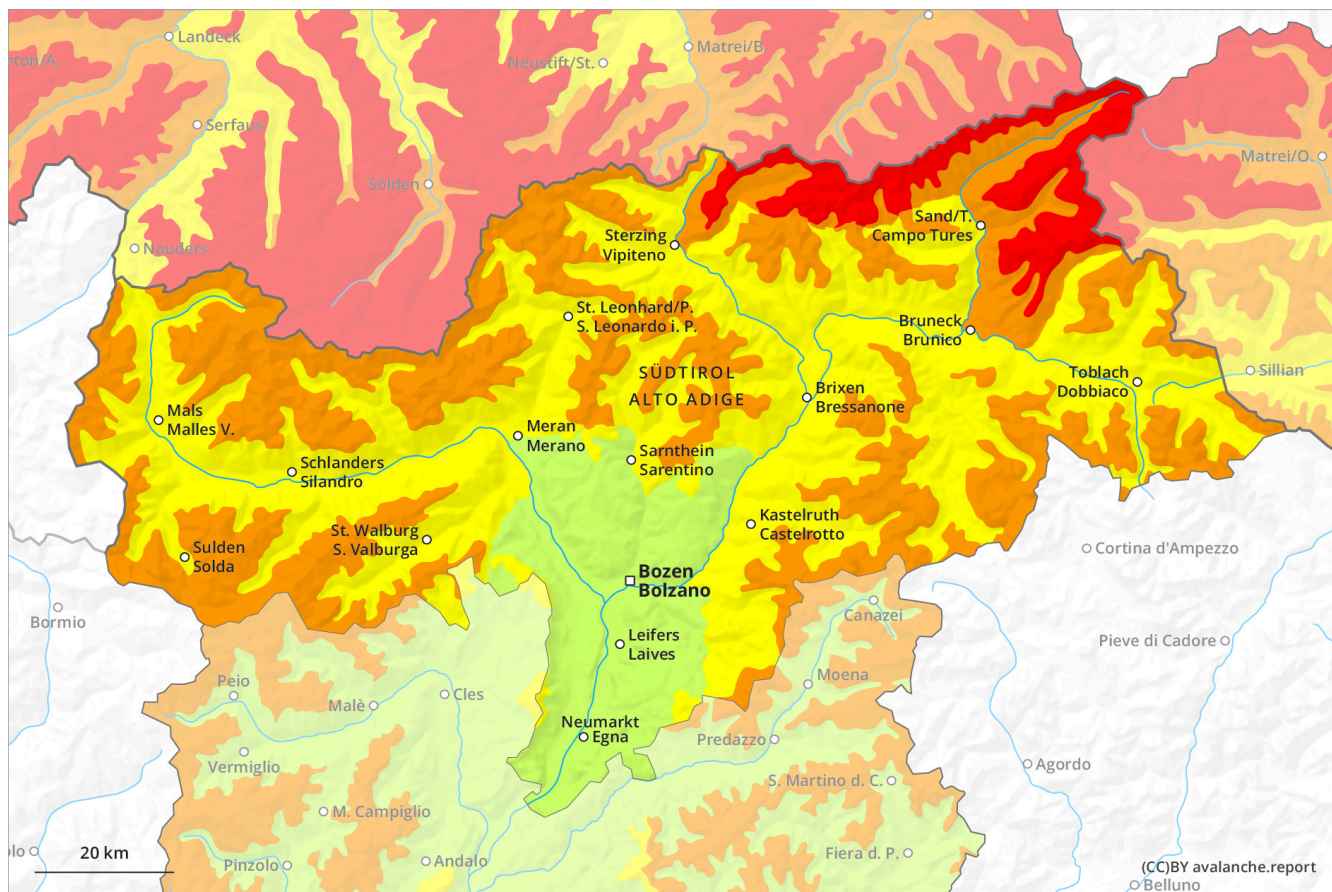 Landeck
Matrei/B.
Neustift/St.
Serfaus
Matrei/O.
Sölden
Sand/T.
Campo Tures
Nauders
Sterzing
Vipiteno
St. Leonhard/P.
S. Leonardo i. P.
Bruneck
Brunico
SÜDTIROL
ALTO ADIGE
Toblach
Dobbiaco
Sillian
Brixen
Bressanone
Mals
Malles V.
Meran
Merano
Sarnthein
Sarentino
Schlanders
Silandro
Kastelruth
Castelrotto
St. Walburg
S. Valburga
Sulden
Solda
Cortina d'Ampezzo
Bozen
Bolzano
Bormio
Canazei
Leifers
Laives
Pieve di Cadore
Peio
Moena
Malè
Cles
Neumarkt
Egna
Predazzo
Vermiglio
Agordo
S. Martino d. C.
M. Campiglio
20 km
Pinzolo
Andalo
Fiera d. P.
(CC)BY avalanche.report
Belluno